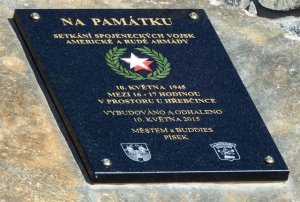 NA PAMÁTKU
SETKÁNÍ SPOJENECKÝCH VOJSK
AMERICKÉ A RUDÉ ARMÁDY
10. KVĚTNA 1945
MEZI 16 - 17 HODINOU
V PROSTORU U HŘEBČINCE
VYBUDOVÁNO A ODHALENO
10. KVĚTNA 2015
MĚSTEM a BUDDIES
PÍSEK